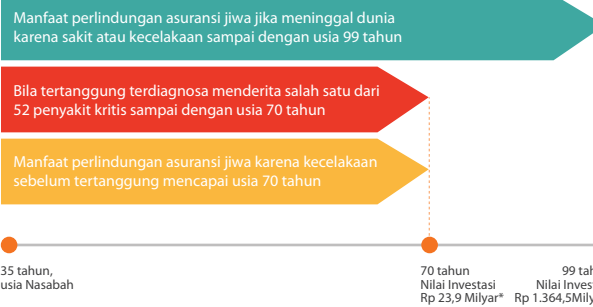 Manfaat perlindungan asuransi jiwa jika meninggal dunia
karena sakit atau kecelakaan sampai dengan usia 99 tahun
Bila tertanggung terdiagnosa menderita salah satu dari
52 penyakit kritis sampai dengan usia 70 tahun
Manfaat perlindungan asuransi jiwa karena kecelakaan
sebelum tertanggung mencapai usia 70 tahun
35 tahun,
usia Nasabah
70 tahun
Nilai Investasi
Rp 23,9 Milyar*
99 tah
Nilai Invest
Rp 1.364,5Mily